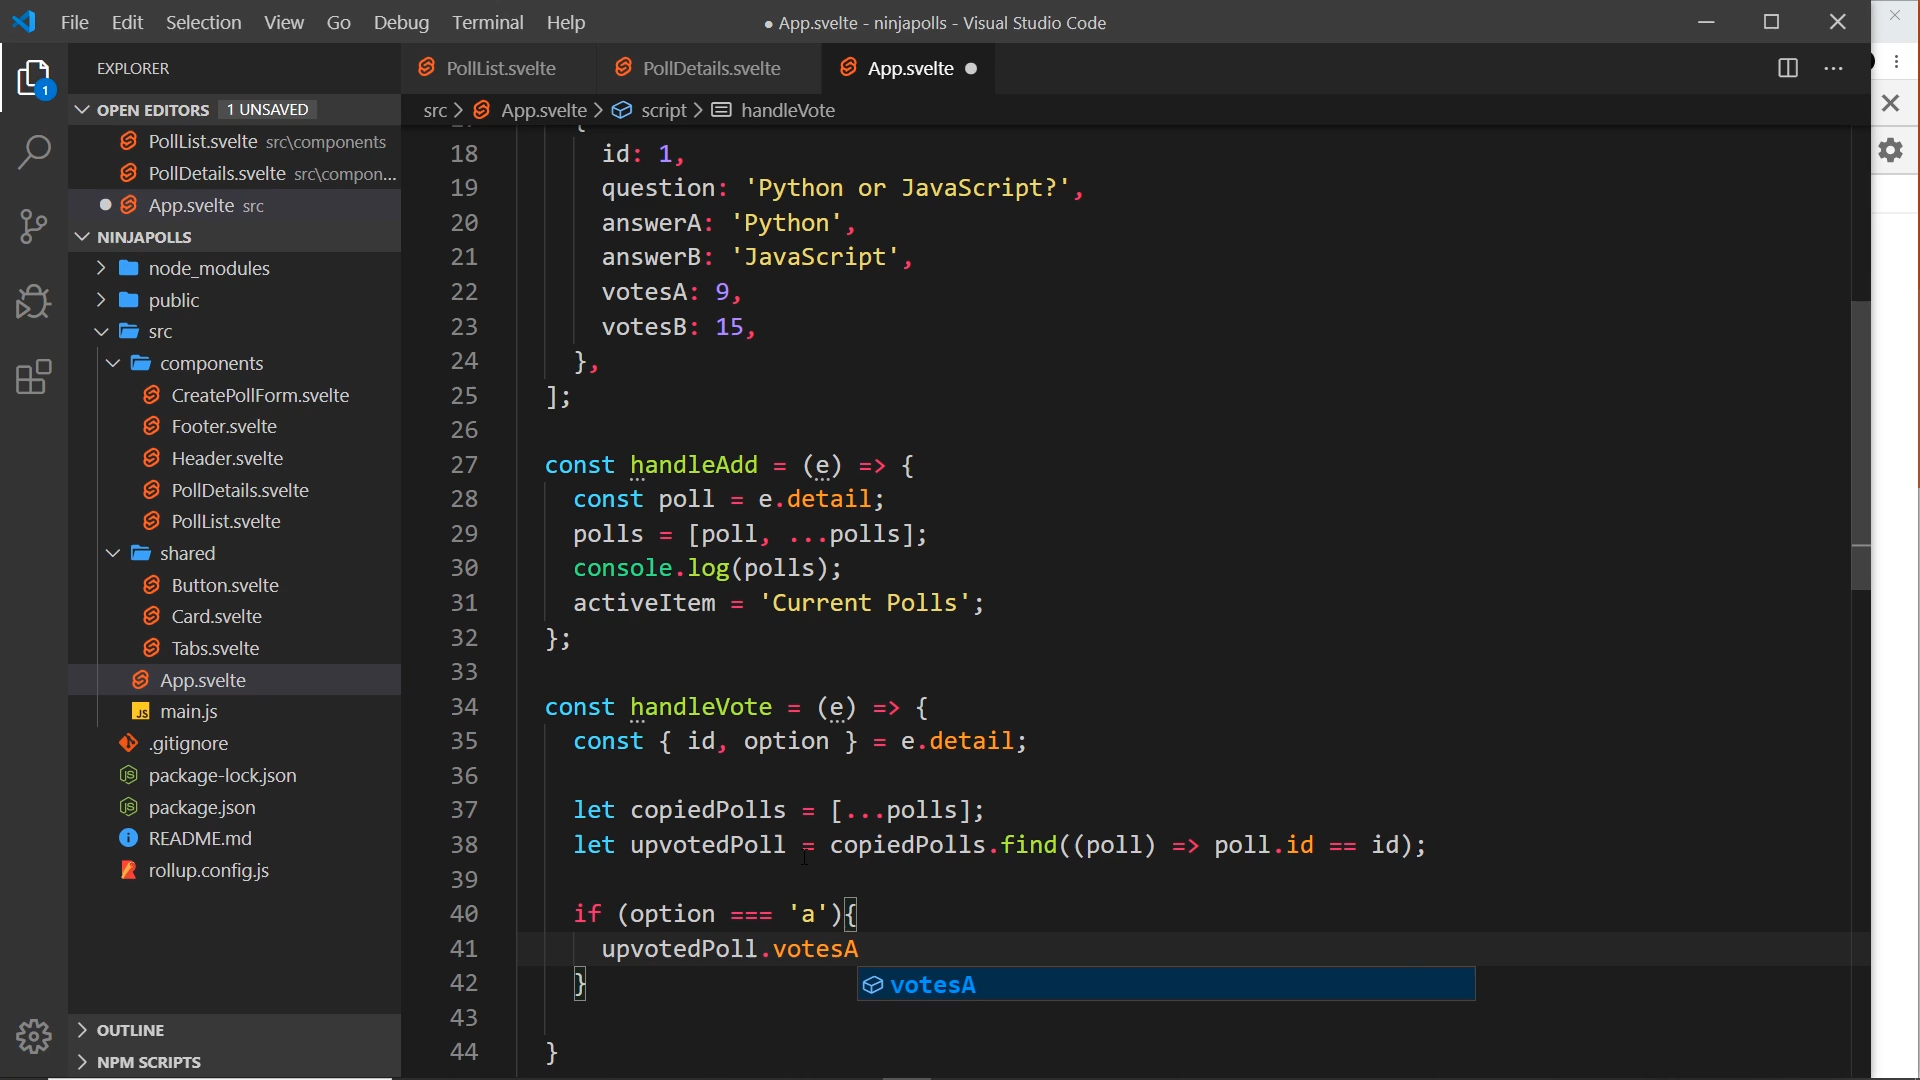 File Edit Selection View Go Debug Terminal Help
● App.svelte - ninjapolls - Visual Studio Code
EXPLORER
OPEN EDITORS 1 UNSAVED
PollList.svelte src\components
PollDetails.svelte src\compon...
App.svelte src
NINJAPOLLS
node_modules
public
src
components
CreatePollForm.svelte
Footer.svelte
Header.svelte
PollDetails.svelte
PollList.svelte
shared
Button.svelte
Card.svelte
Tabs.svelte
App.svelte
JS main.js
.gitignore
package-lock.json
package.json
README.md
rollup.config.js
OUTLINE
NPM SCRIPTS
1
PollList.svelte PollDetails.svelte App.svelte
src > App.svelte > script > handleVote
18 id: 1,
19 question: 'Python or JavaScript?',
20 answerA: 'Python',
21 answerB: 'JavaScript',
22 votesA: 9,
23 votesB: 15,
24 },
25 ];
26
27 const handleAdd = (e) => {
28 const poll = e.detail;
29 polls = [poll, ...polls];
30 console.log(polls);
31 activeItem = 'Current Polls';
32 };
33
34 const handleVote = (e) => {
35 const { id, option } = e.detail;
36
37 let copiedPolls = [...polls];
38 let upvotedPoll = copiedPolls.find((poll) => poll.id == id);
39
40 if (option === 'a'){
41 upvotedPoll.votesA
42 }
votesA
43
44 }